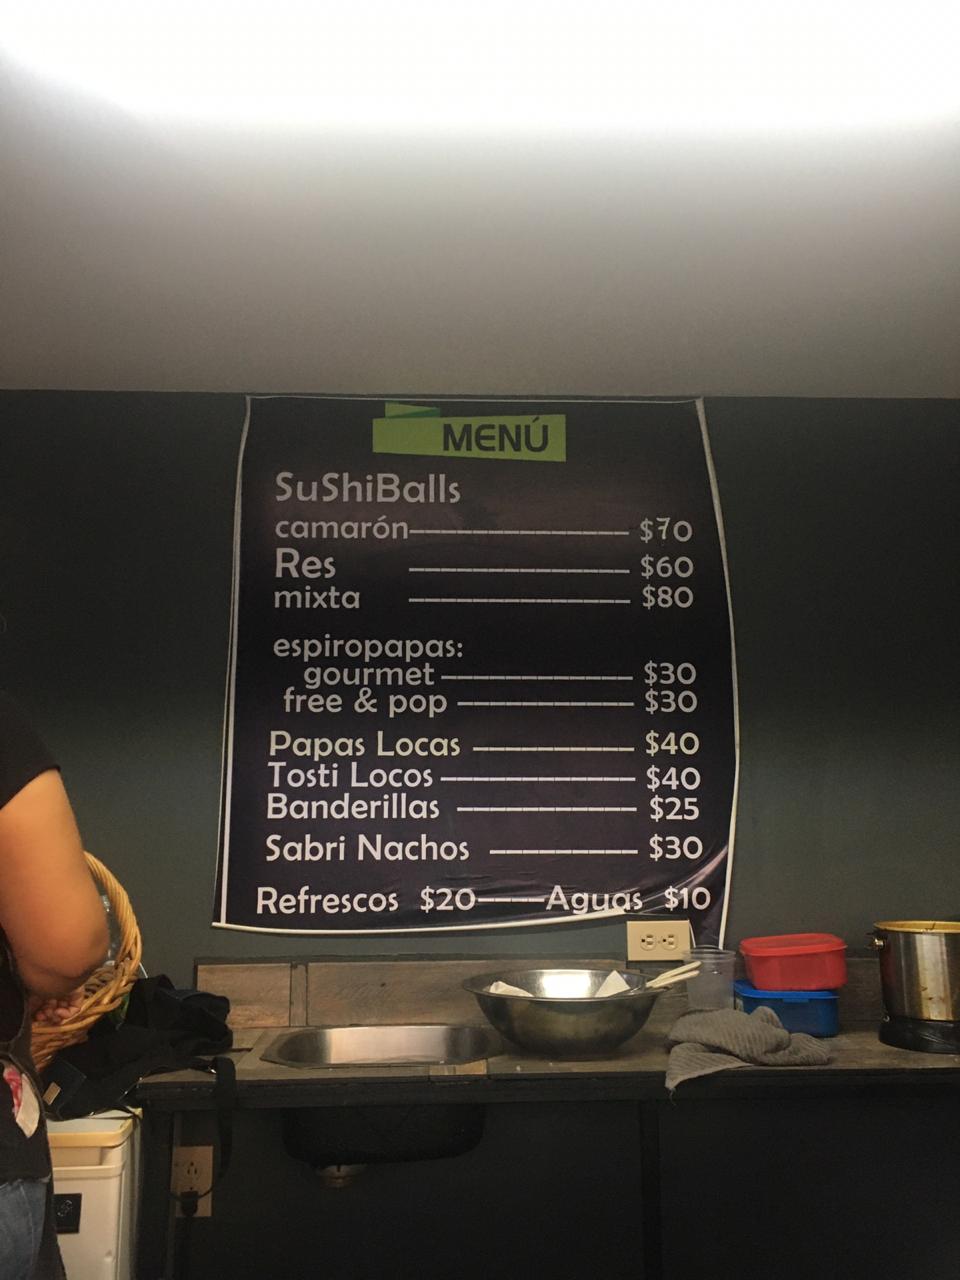 MENÚ
SuShiBalls
camarón $70
Res $60
mixta $80
espiropapas:
gourmet $30
free & pop $30
Papas Locas $40
Tosti Locos $40
Banderillas $25
Sabri Nachos $30
Refrescos $20 Aguas $10